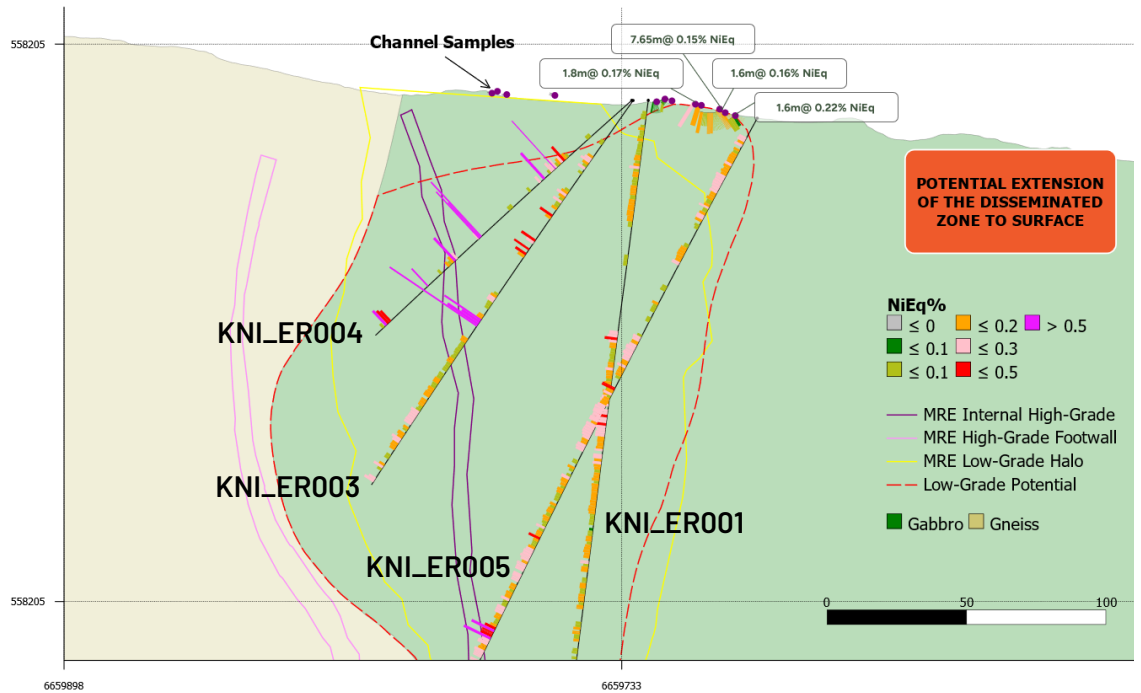 558205
Channel Samples
7.65m@ 0.15% NiEq
1.8m@ 0.17% NiEq
1.6m@ 0.16% NiEq
1.6m@ 0.22% NiEq
POTENTIAL EXTENSION
OF THE DISSEMINATED
ZONE TO SURFACE
KNI_ER004
KNI_ER003
KNI_ER005
KNI_ER001
NiEq%
≤ 0
≤ 0.2
> 0.5
≤ 0.1
≤ 0.3
≤ 0.1
≤ 0.5
MRE Internal High-Grade
MRE High-Grade Footwall
MRE Low-Grade Halo
Low-Grade Potential
Gabbro
Gneiss
0
50
100
558205
6659898
6659733